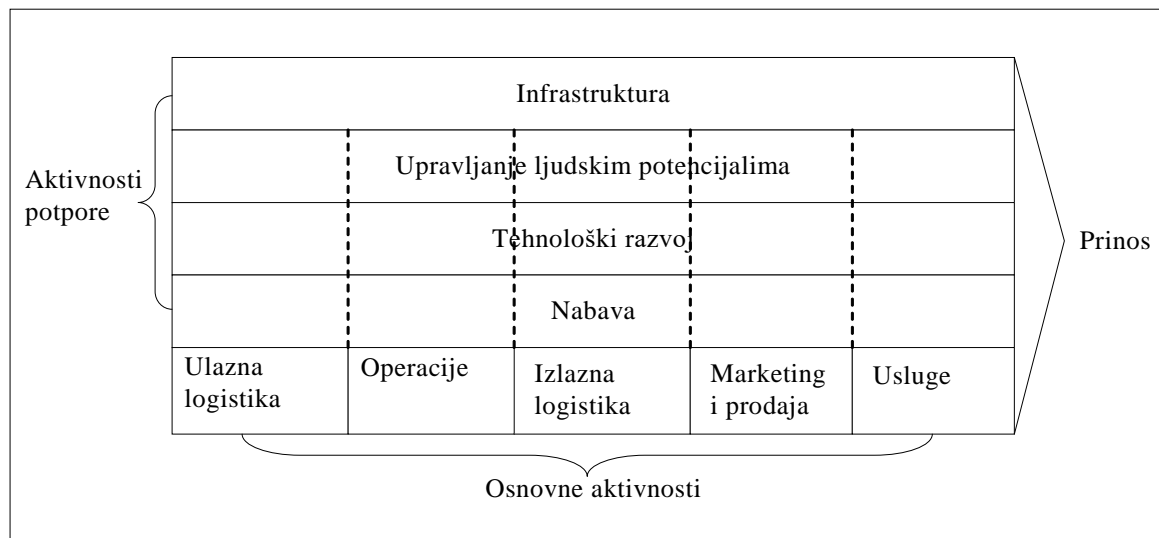 Infrastruktura
Upravljanje ljudskim potencijalima
Aktivnosti
potpore
Tehnološki razvoj
Prinos
Nabava
Ulazna
logistika
Operacije
Izlazna
logistika
Marketing
i prodaja
Usluge
Osnovne aktivnosti